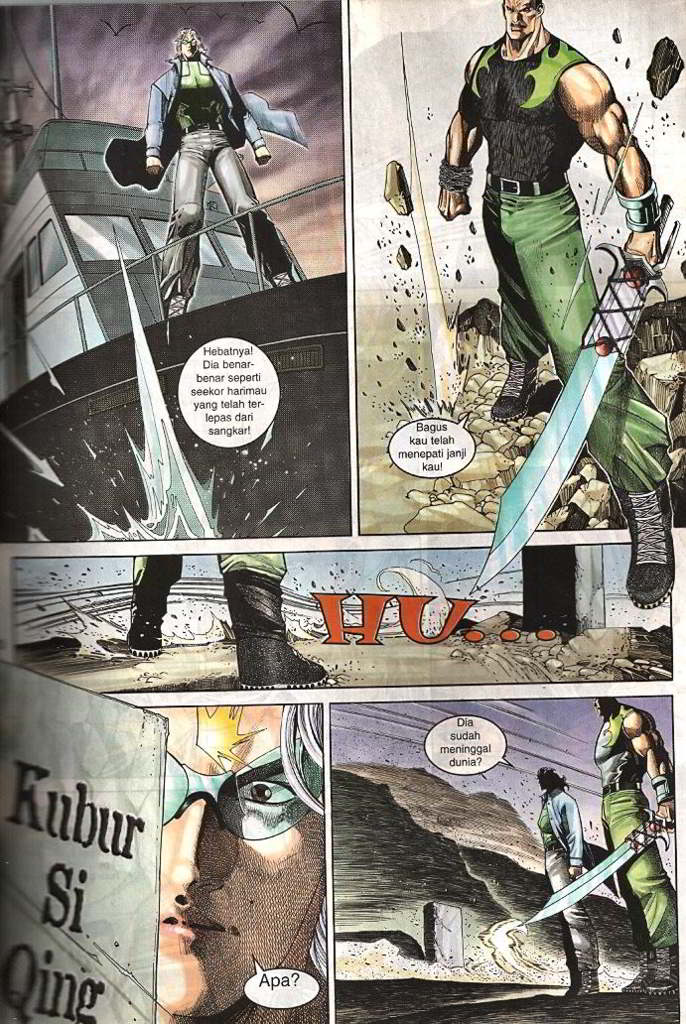 Hebatnya!
Dia benar-
benar seperti
seekor harimau
yang telah ter-
lepas dari
sangkar!
Bagus
kau telah
menepati janji
kau!
HU...
Kubur
Si
Qing
Apa?
Dia
sudah
meninggal
dunia?